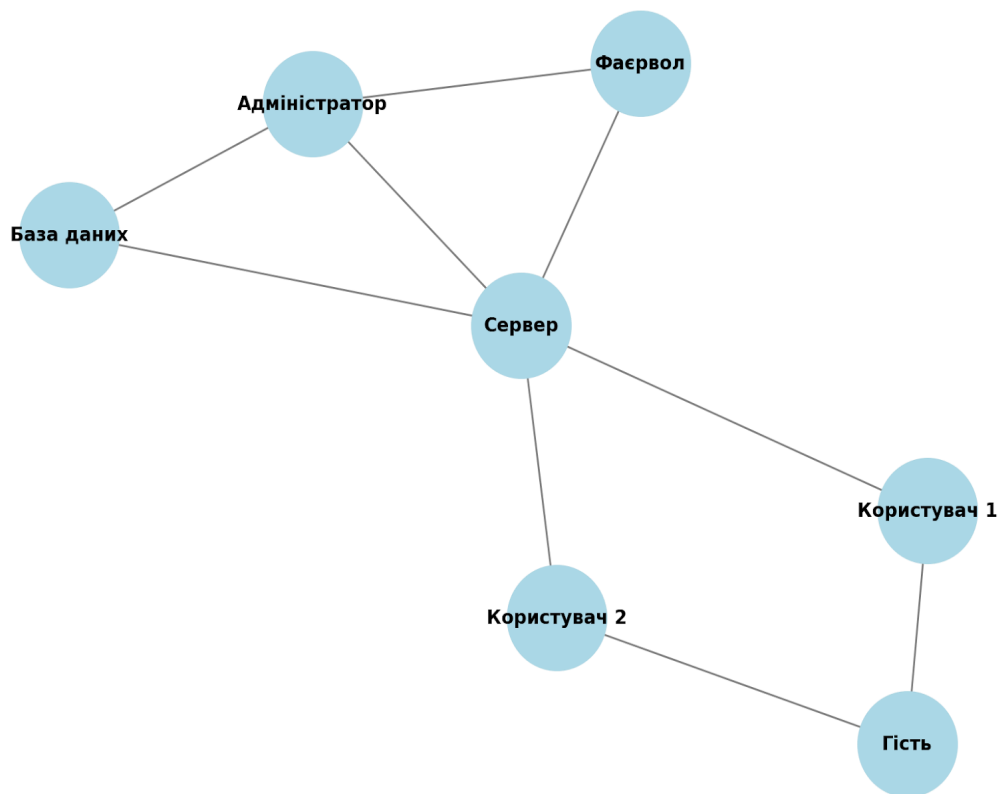 Фаєрвол
Адміністратор
База даних
Сервер
Користувач 1
Користувач 2
Гість